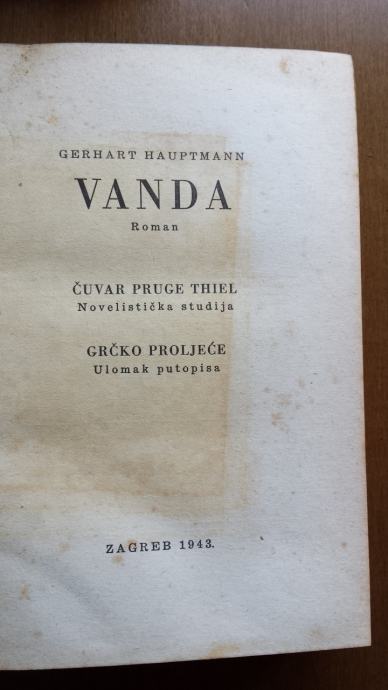 GERHART HAUPTMANN
VANDA
Roman
ČUVAR PRUGE THIEL
Novelistička studija
GRČKO PROLJEĆE
Ulomak putopisa
ZAGREB 1943.